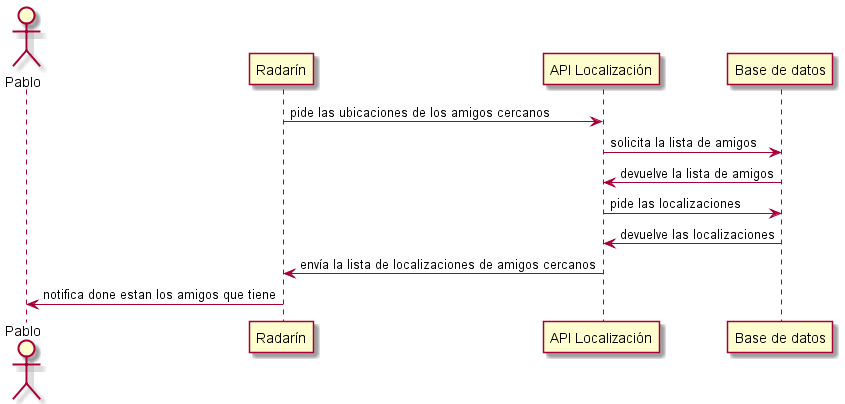 Pablo
Radarín
API Localización
Base de datos
pide las ubicaciones de los amigos cercanos
solicita la lista de amigos
devuelve la lista de amigos
pide las localizaciones
devuelve las localizaciones
envía la lista de localizaciones de amigos cercanos
notifica done estan los amigos que tiene
Pablo
Radarín
API Localización
Base de datos